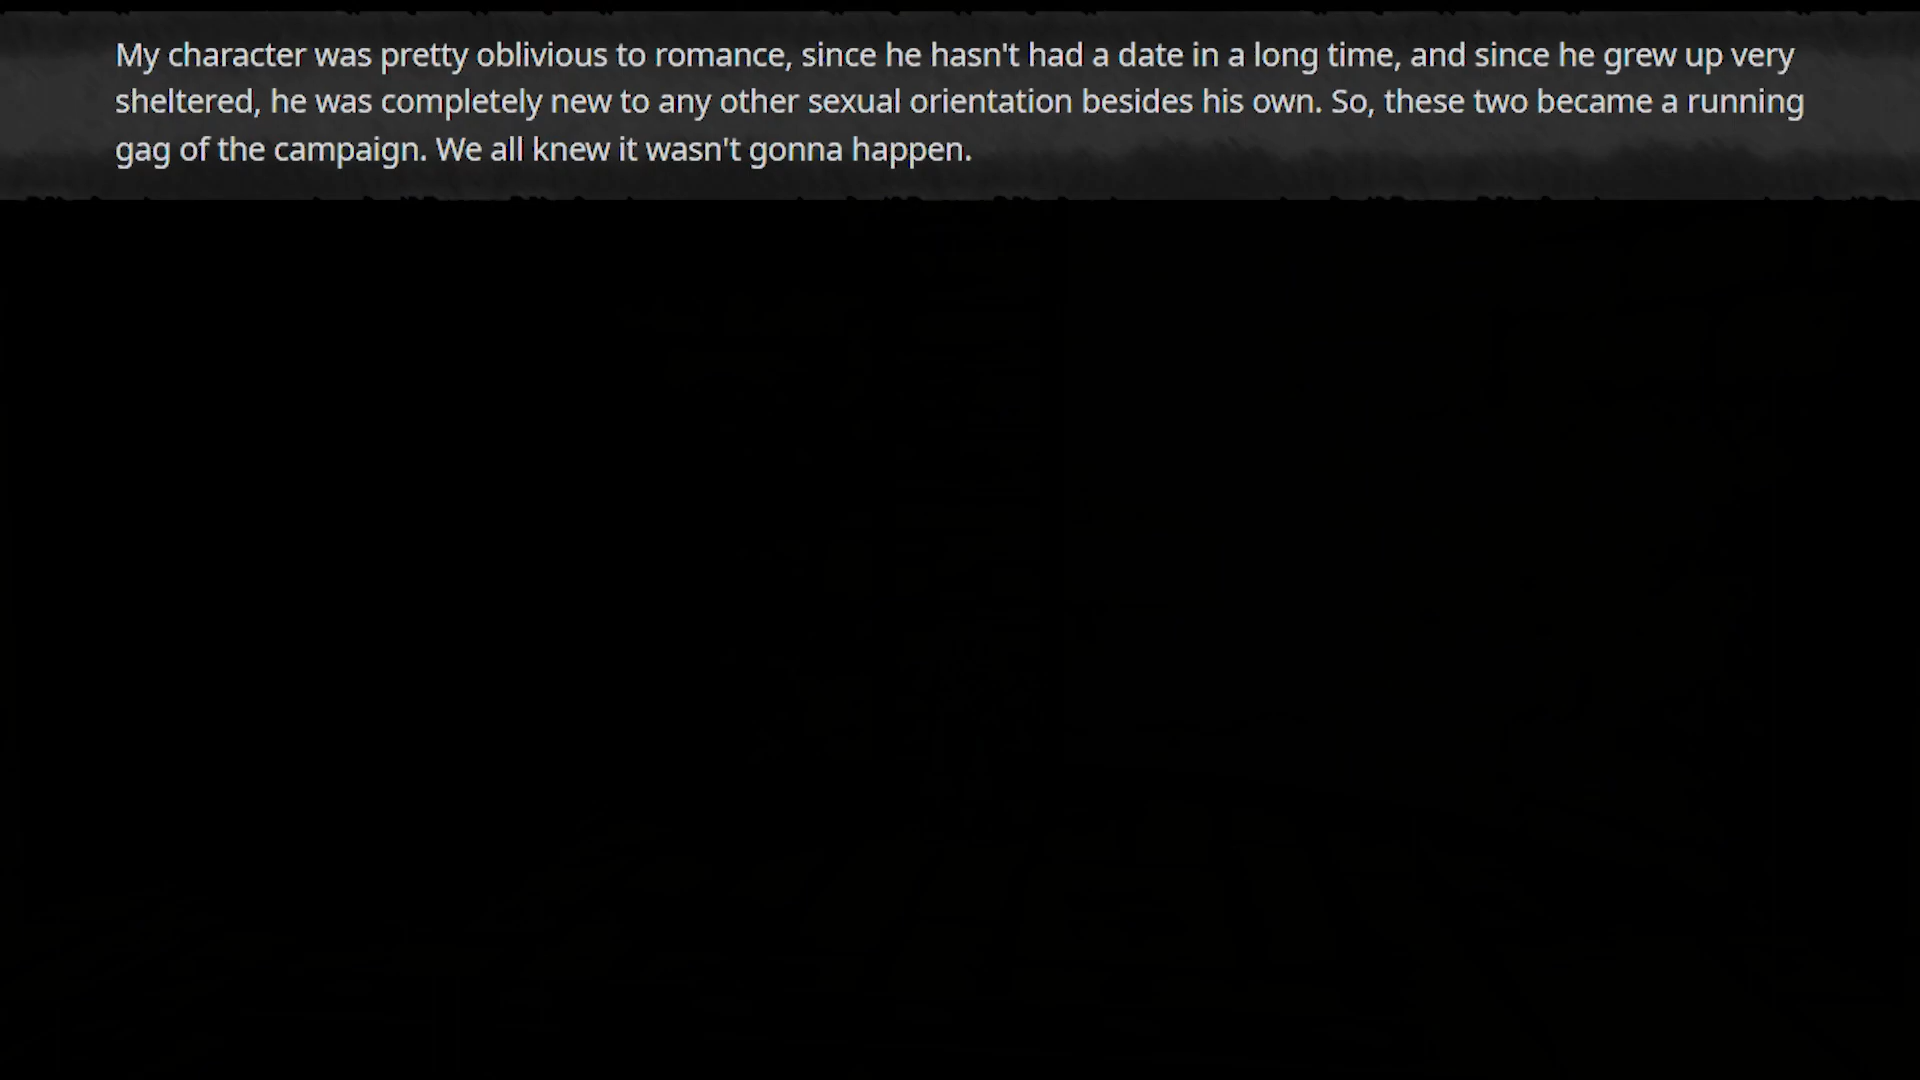 My character was pretty oblivious to romance, since he hasn't had a date in a long time, and since he grew up very
sheltered, he was completely new to any other sexual orientation besides his own. So, these two became a running
gag of the campaign. We all knew it wasn't gonna happen.